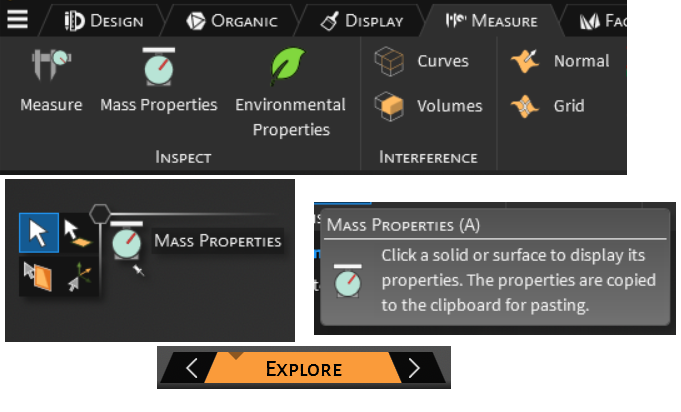 DESIGN
ORGANIC
DISPLAY
MEASURE
FAC
Measure
Mass Properties
Environmental
Properties
INSPECT
Curves
Volumes
INTERFERENCE
Normal
Grid
MASS PROPERTIES
MASS PROPERTIES (A)
Click a solid or surface to display its
properties. The properties are copied
to the clipboard for pasting.
EXPLORE